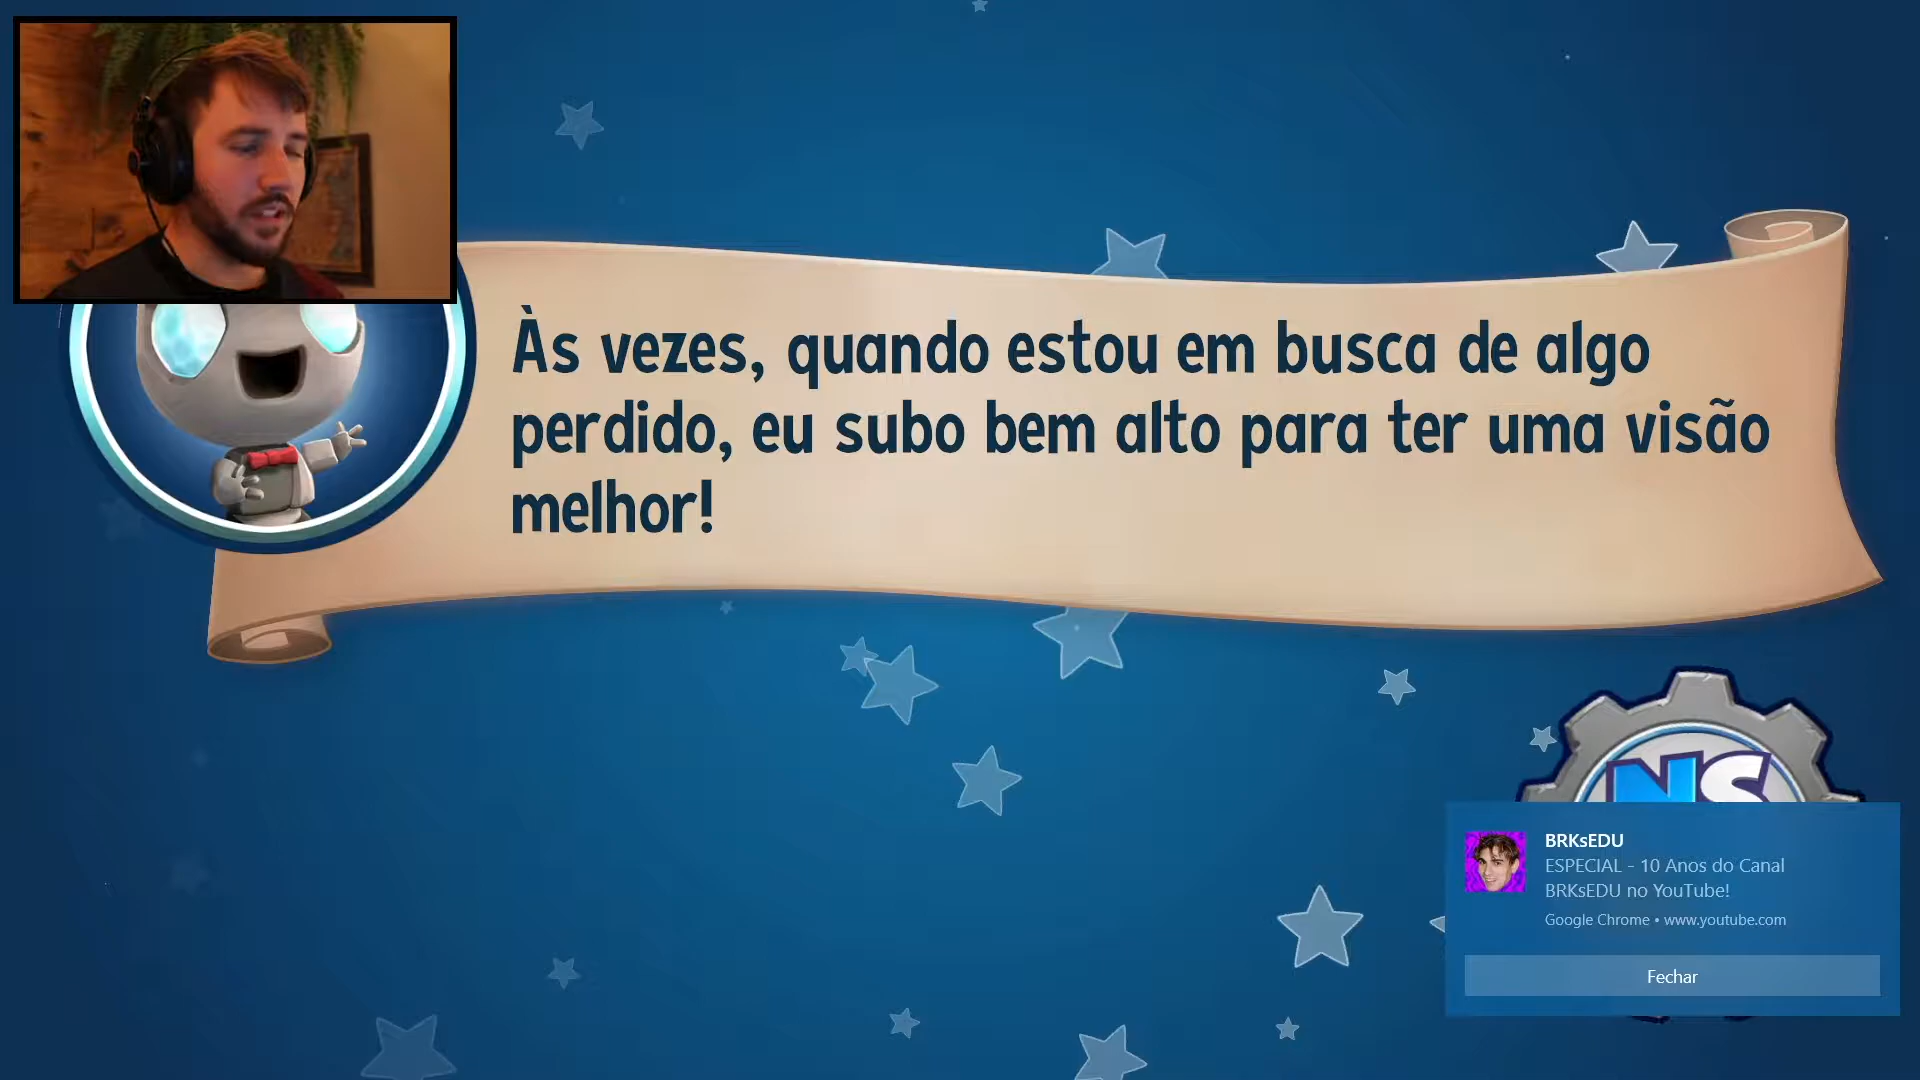 Às vezes, quando estou em busca de algo
perdido, eu subo bem alto para ter uma visão
melhor!
NS
BRKsEDU
ESPECIAL - 10 Anos do Canal
BRKsEDU no YouTube!
Google Chrome • www.youtube.com
Fechar